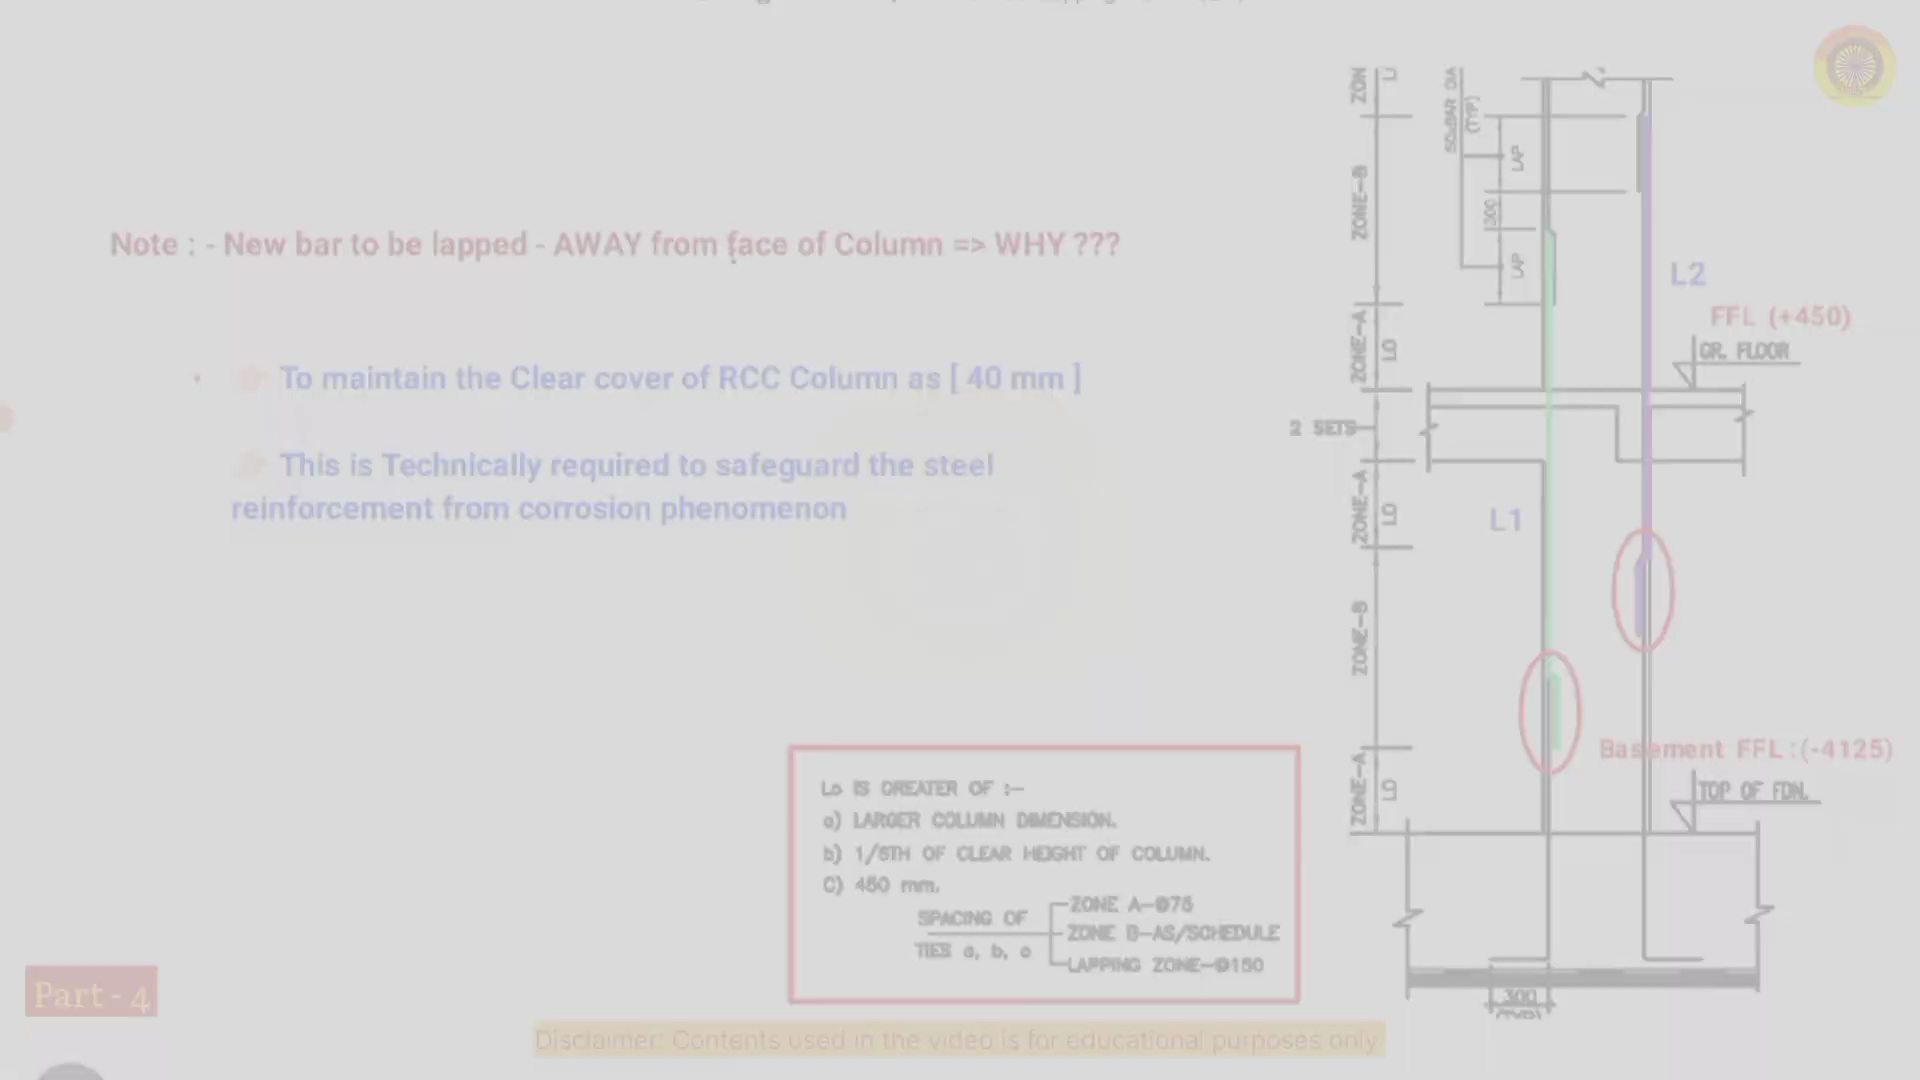 Note : - New bar to be lapped - AWAY from face of Column => WHY ???
To maintain the Clear cover of RCC Column as [ 40 mm ]
This is Technically required to safeguard the steel
reinforcement from corrosion phenomenon
LO IS GREATER OF :-
a) LARGER COLUMN DIMENSION.
b) 1/6TH OF CLEAR HEIGHT OF COLUMN.
C) 450 mm.
SPACING OF
TIES a, b, c
ZONE A-@75
ZONE B-AS/SCHEDULE
LAPPING ZONE-@150
ZON
ZONE-B
ZONE-A
LO
2 SETS
ZONE-A
LO
ZONE-B
ZONE-A
LO
BAR DIA
(TYP)
LAP
LAP
L2
FFL (+450)
GR. FLOOR
L1
Basement FFL :(-4125)
TOP OF FDN.
300
(TYP)
Part - 4
Disclaimer: Contents used in the video is for educational purposes only